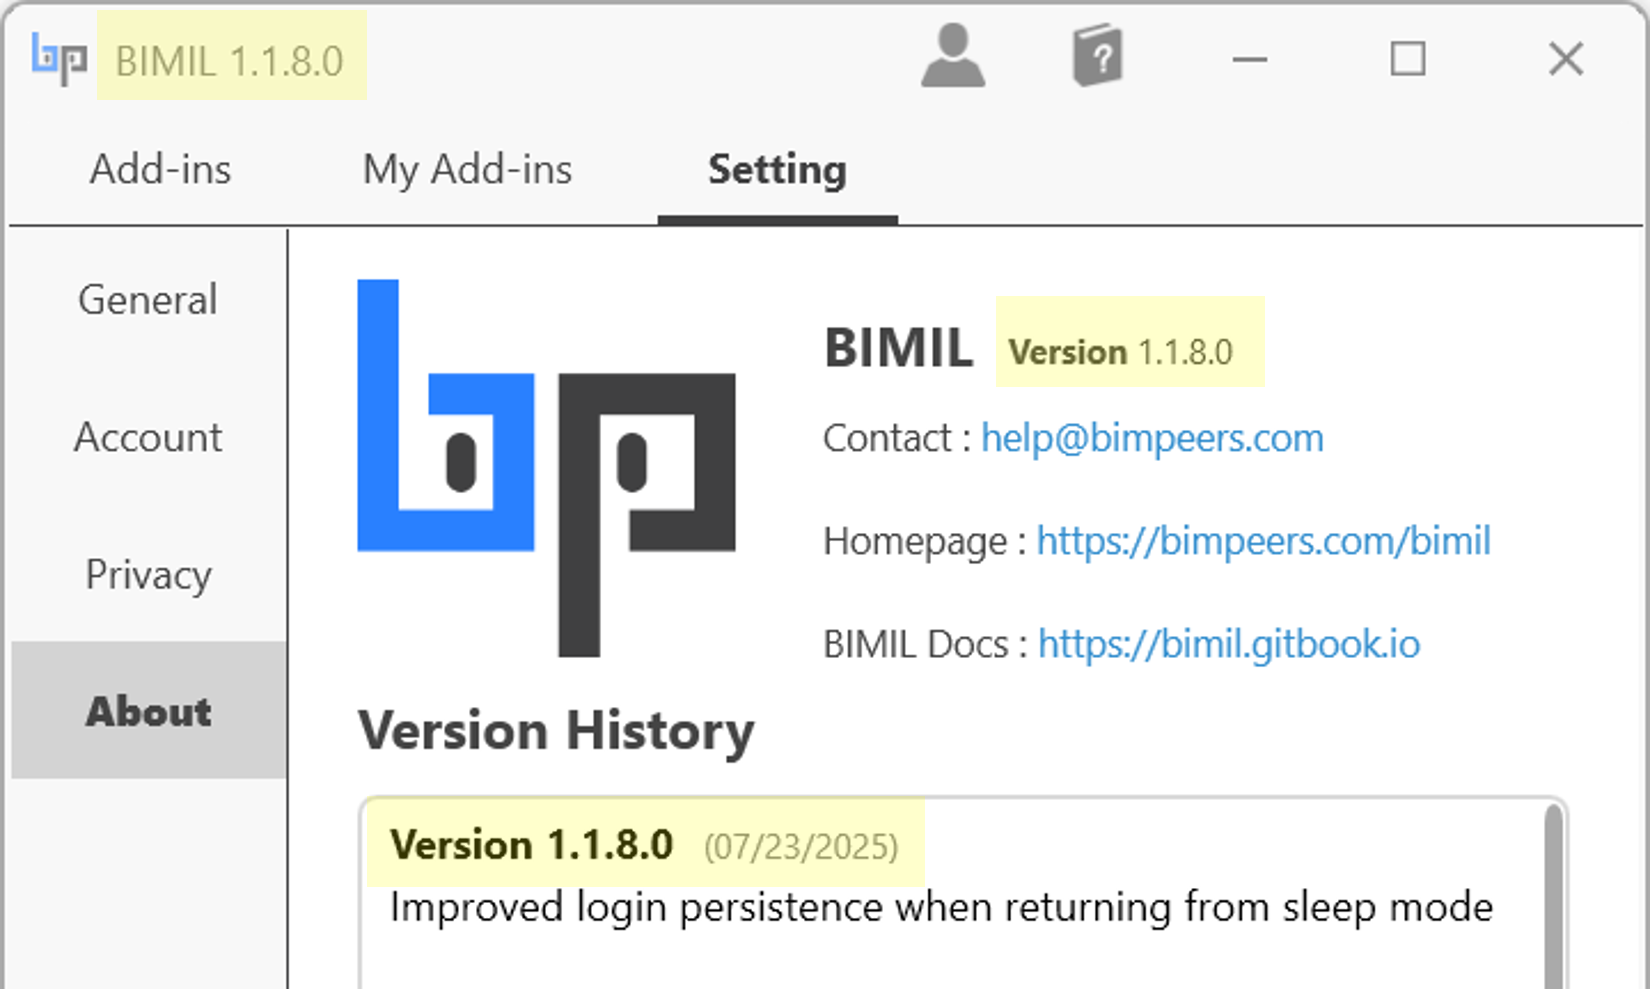 bp BIMIL 1.1.8.0
?
Add-ins My Add-ins Setting
General
Account
Privacy
About
bp
BIMIL Version 1.1.8.0
Contact : help@bimpeers.com
Homepage : https://bimpeers.com/bimil
BIMIL Docs : https://bimil.gitbook.io
Version History
Version 1.1.8.0 (07/23/2025)
Improved login persistence when returning from sleep mode